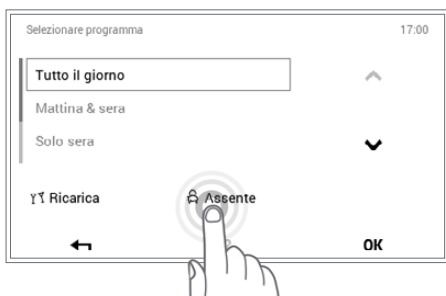 Selezionare programma 17:00
Tutto il giorno
Mattina & sera
Solo sera
Ricarica Assente
OK